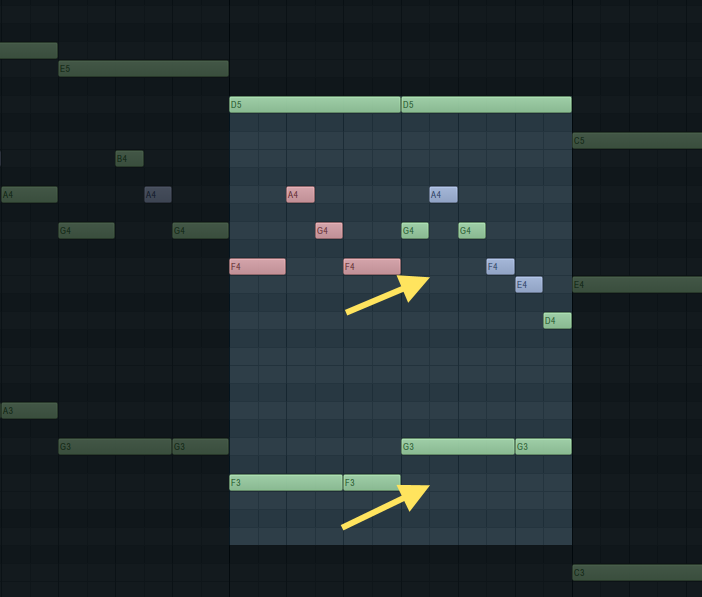 E5
D5 D5
C5
B4
A4 A4 A4 A4
G4 G4 G4 G4 G4
F4 F4 F4
E4 E4
D4
A3
G3 G3 G3 G3
F3 F3
C3